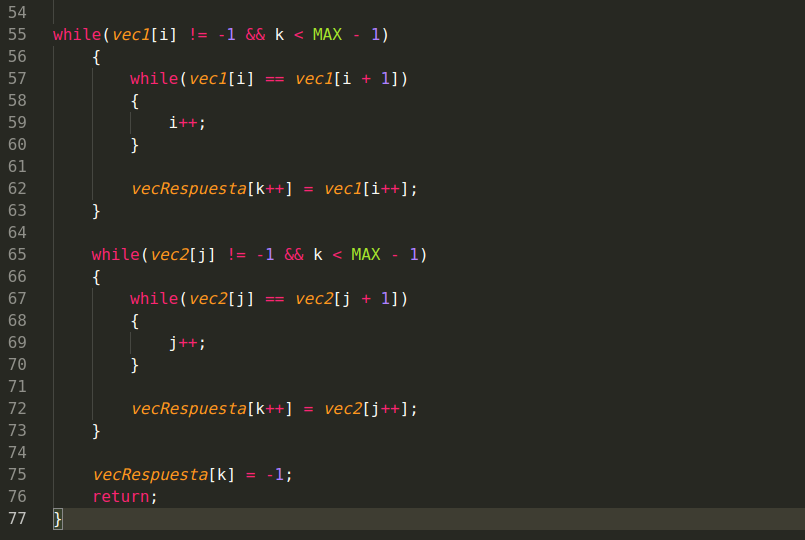 54
55 while(vec1[i] != -1 && k < MAX - 1)
56     {
57         while(vec1[i] == vec1[i + 1])
58         {
59             i++;
60         }
61
62         vecRespuesta[k++] = vec1[i++];
63     }
64
65     while(vec2[j] != -1 && k < MAX - 1)
66     {
67         while(vec2[j] == vec2[j + 1])
68         {
69             j++;
70         }
71
72         vecRespuesta[k++] = vec2[j++];
73     }
74
75     vecRespuesta[k] = -1;
76     return;
77 }